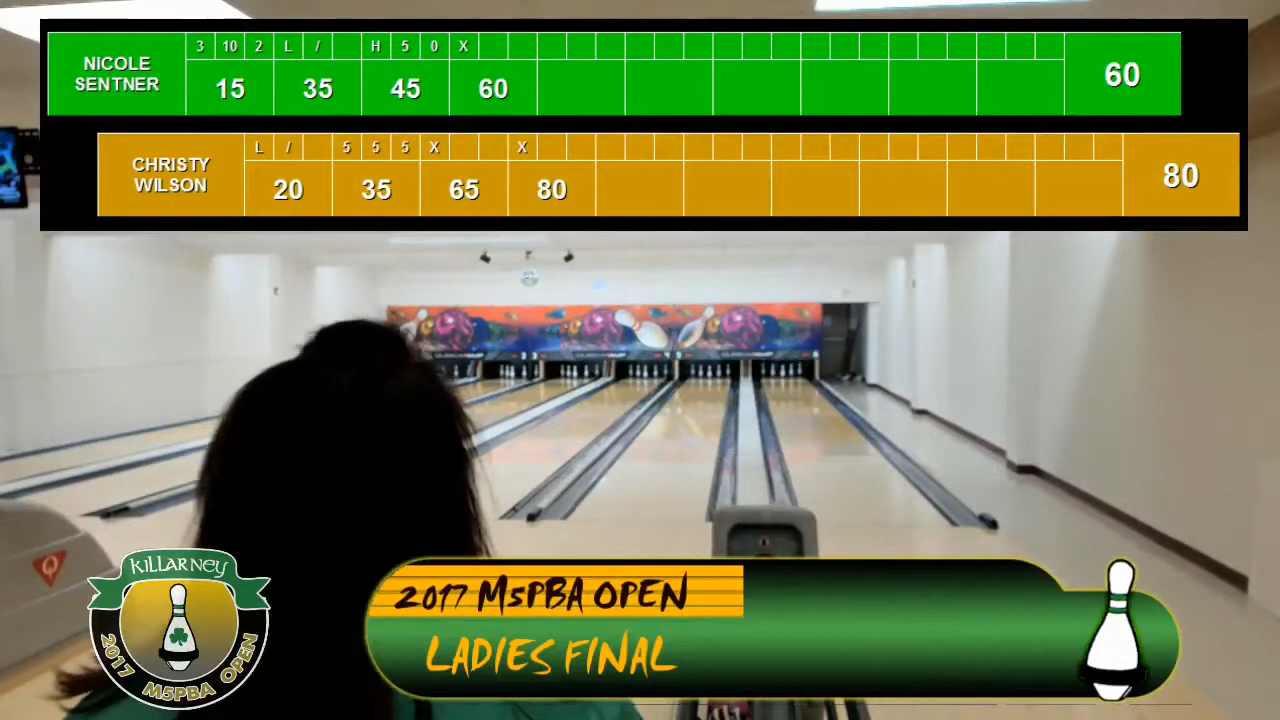 NICOLE SENTNER
3 10 2 L / H 5 0 X
15 35 45 60 60
CHRISTY WILSON
L / 5 5 5 X X
20 35 65 80 80
Q
KILLARNEY
2017 M5PBA OPEN
2017 M5PBA OPEN
LADIES FINAL